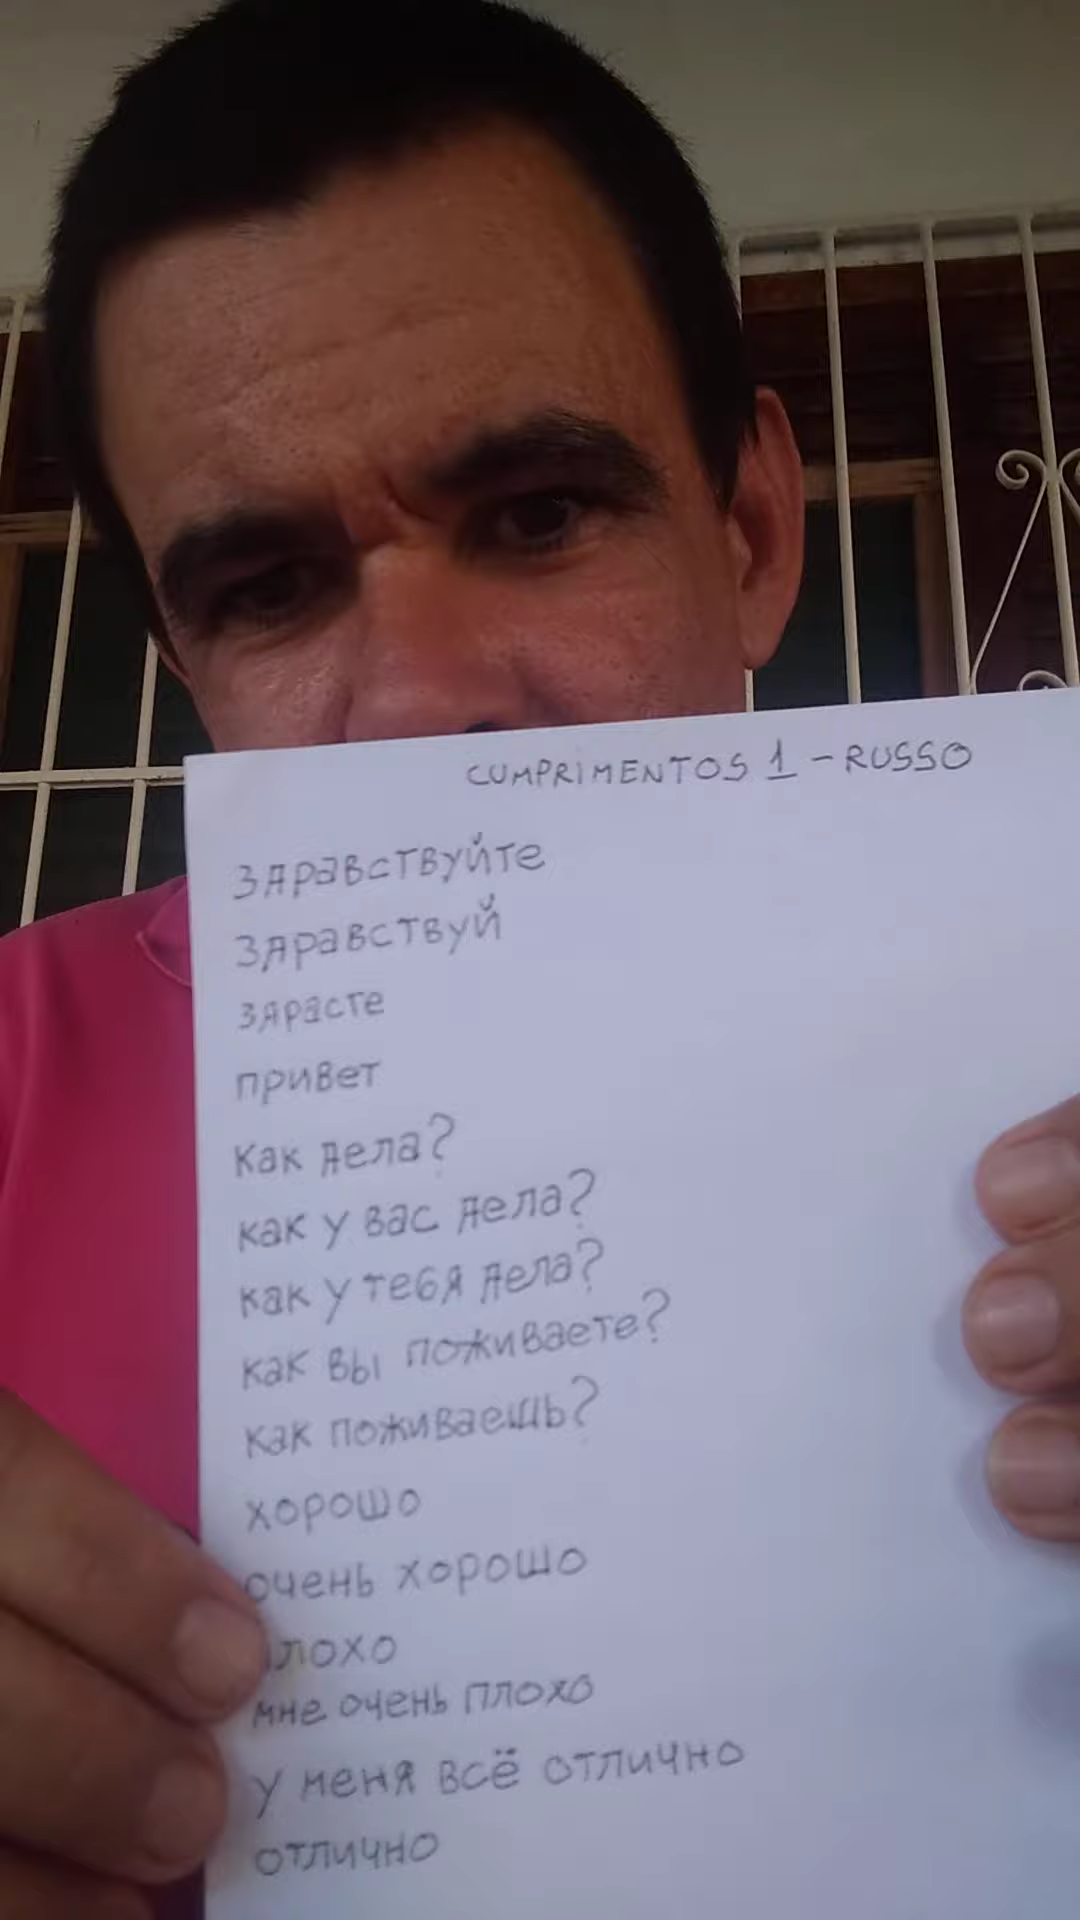 CUMPRIMENTOS 1 - RUSSO
здравствуйте
здравствуй
здрасте
привет
как дела?
как у вас дела?
как у тебя дела?
как вы поживаете?
как поживаешь?
хорошо
очень хорошо
плохо
мне очень плохо
у меня всё отлично
отлично